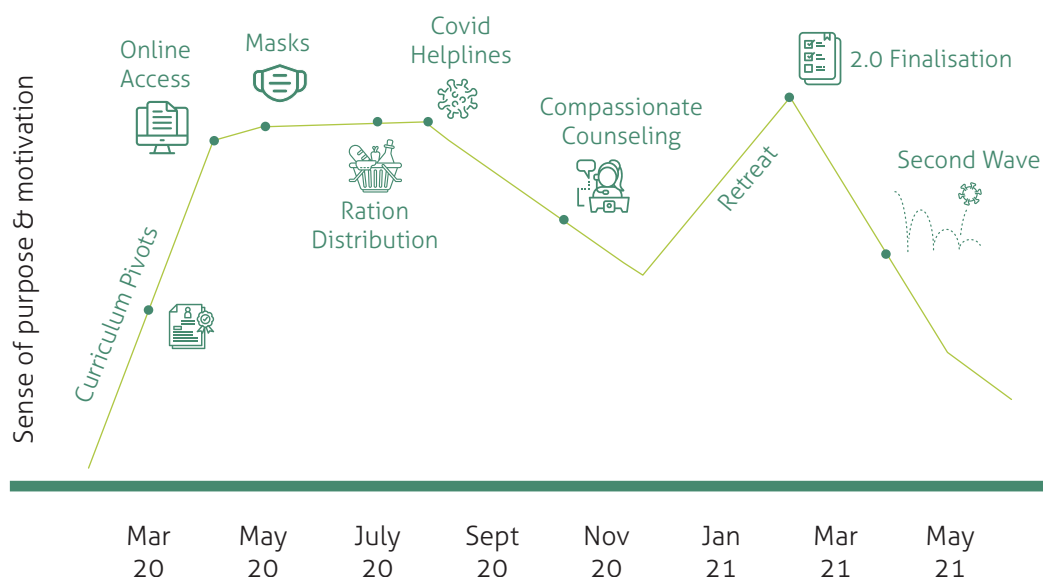 Online
Access
Masks
Covid
Helplines
2.0 Finalisation
Compassionate
Counseling
Second Wave
Retreat
Ration
Distribution
Curriculum Pivots
Sense of purpose & motivation
Mar
20
May
20
July
20
Sept
20
Nov
20
Jan
21
Mar
21
May
21